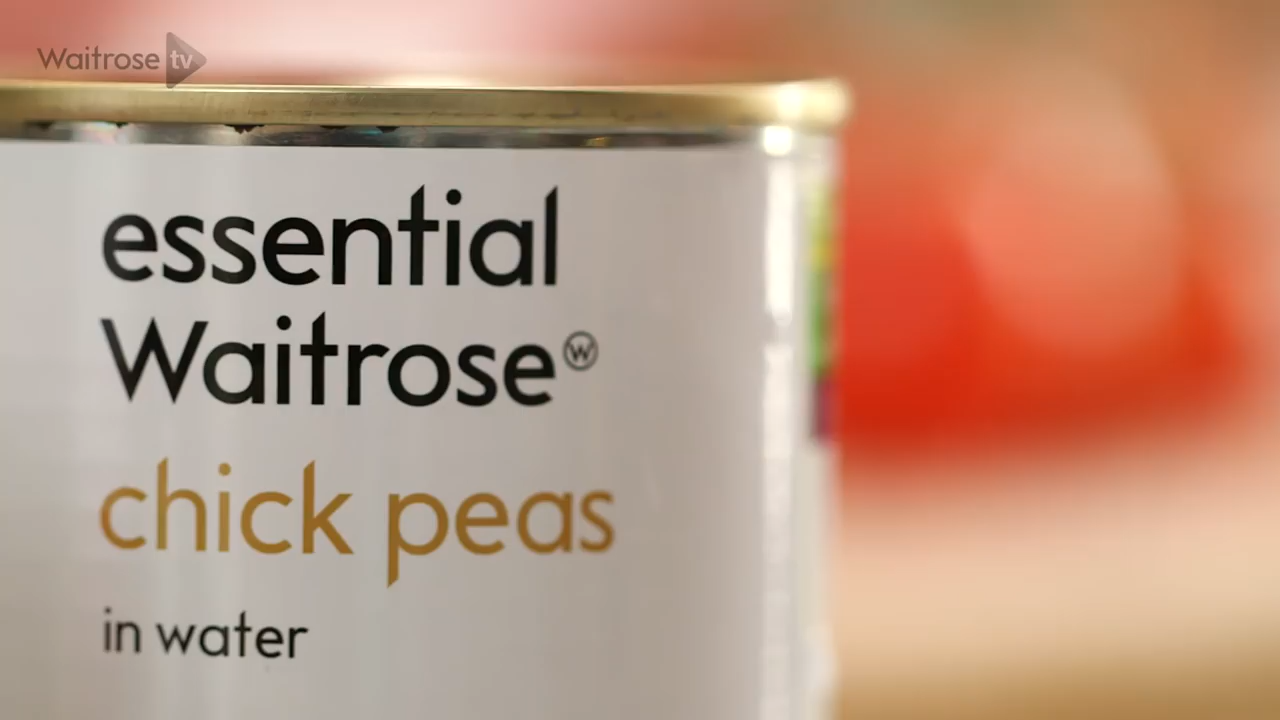 Waitrose tv
essential
Waitrose Ⓦ
chick peas
in water